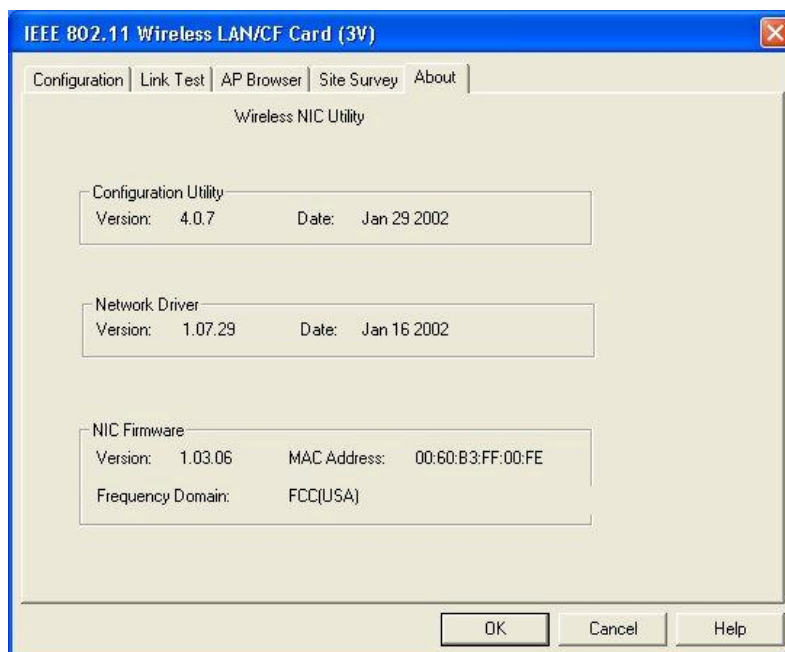 IEEE 802.11 Wireless LAN/CF Card (3V)
Configuration Link Test AP Browser Site Survey About
Wireless NIC Utility
Configuration Utility
Version: 4.0.7 Date: Jan 29 2002
Network Driver
Version: 1.07.29 Date: Jan 16 2002
NIC Firmware
Version: 1.03.06 MAC Address: 00:60:B3:FF:00:FE
Frequency Domain: FCC(USA)
OK Cancel Help